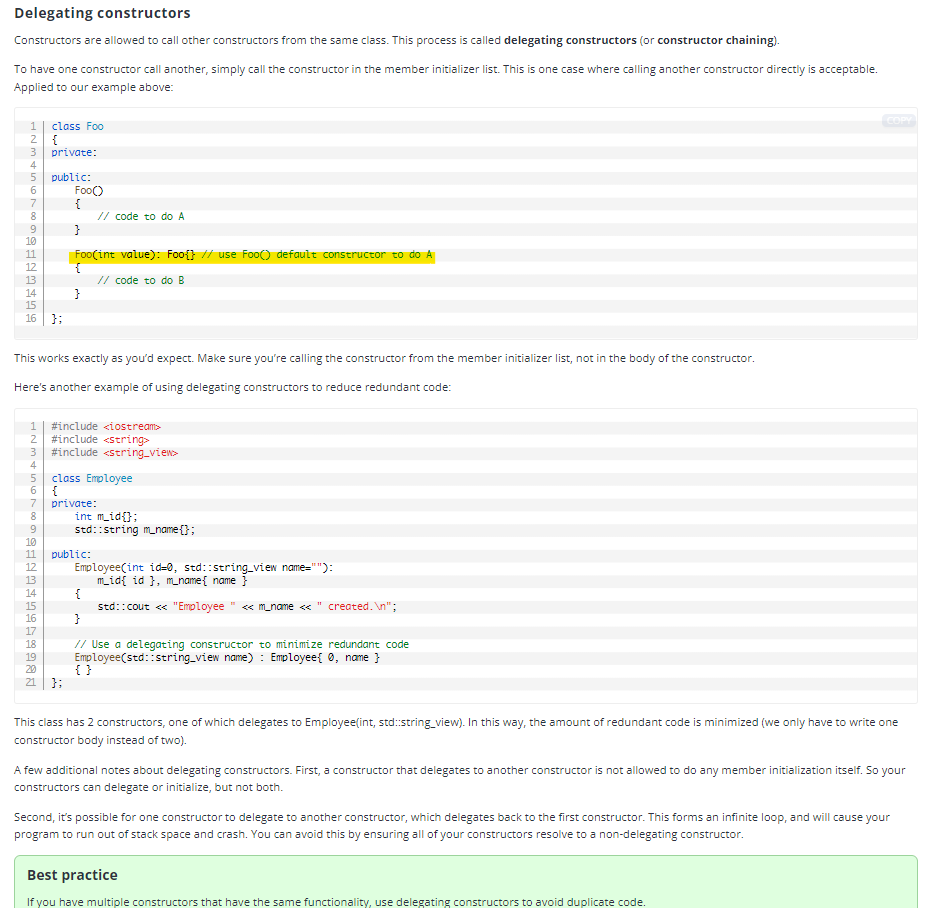 Delegating constructors
Constructors are allowed to call other constructors from the same class. This process is called delegating constructors (or constructor chaining).
To have one constructor call another, simply call the constructor in the member initializer list. This is one case where calling another constructor directly is acceptable.
Applied to our example above:
COPY
1 class Foo
2 {
3 private:
4
5 public:
6 Foo()
7 {
8 // code to do A
9 }
10
11 Foo(int value): Foo{} // use Foo() default constructor to do A
12 {
13 // code to do B
14 }
15
16 };
This works exactly as you'd expect. Make sure you're calling the constructor from the member initializer list, not in the body of the constructor.
Here's another example of using delegating constructors to reduce redundant code:
1 #include <iostream>
2 #include <string>
3 #include <string_view>
4
5 class Employee
6 {
7 private:
8 int m_id{};
9 std::string m_name{};
10
11 public:
12 Employee(int id=0, std::string_view name=""):
13 m_id{ id }, m_name{ name }
14 {
15 std::cout << "Employee " << m_name << " created.\n";
16 }
17
18 // Use a delegating constructor to minimize redundant code
19 Employee(std::string_view name) : Employee{ 0, name }
20 { }
21 };
This class has 2 constructors, one of which delegates to Employee(int, std::string_view). In this way, the amount of redundant code is minimized (we only have to write one
constructor body instead of two).
A few additional notes about delegating constructors. First, a constructor that delegates to another constructor is not allowed to do any member initialization itself. So your
constructors can delegate or initialize, but not both.
Second, it's possible for one constructor to delegate to another constructor, which delegates back to the first constructor. This forms an infinite loop, and will cause your
program to run out of stack space and crash. You can avoid this by ensuring all of your constructors resolve to a non-delegating constructor.
Best practice
If you have multiple constructors that have the same functionality, use delegating constructors to avoid duplicate code.